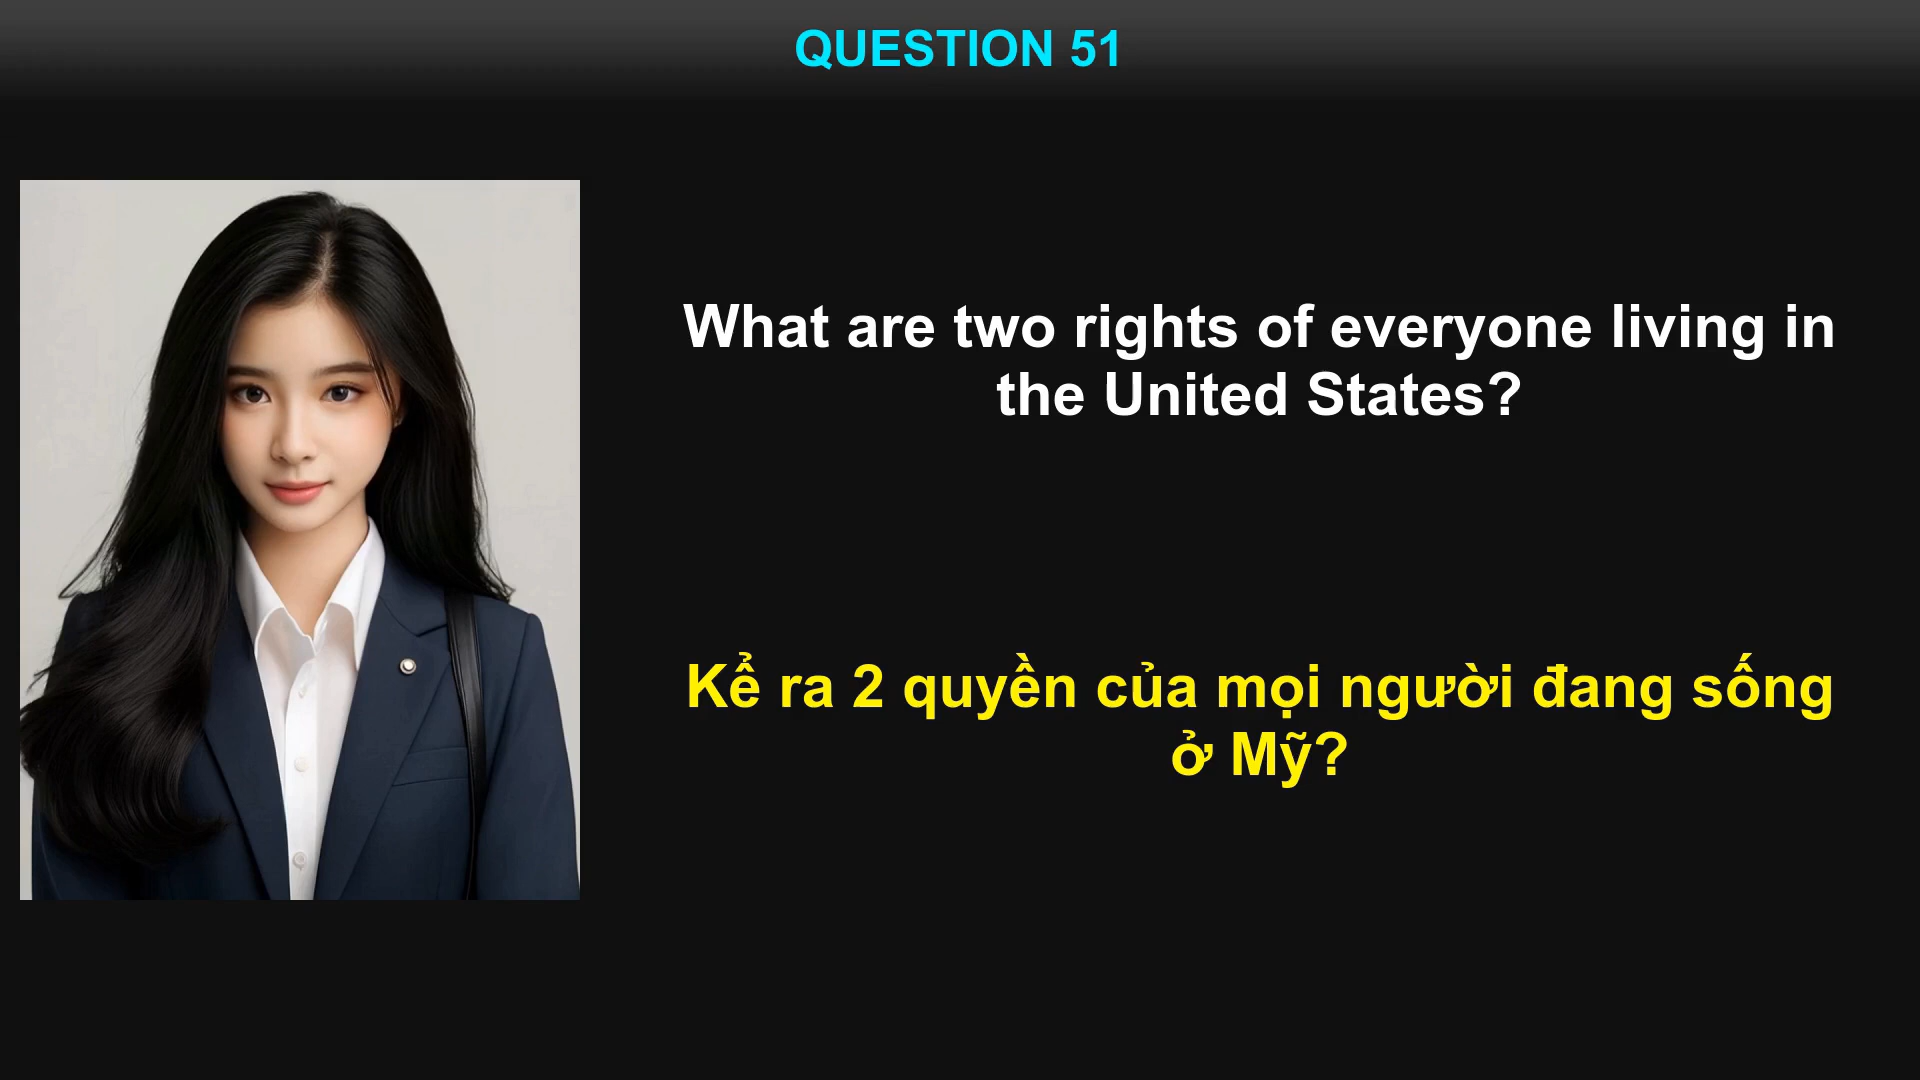 QUESTION 51
What are two rights of everyone living in
the United States?
Kể ra 2 quyền của mọi người đang sống
ở Mỹ?